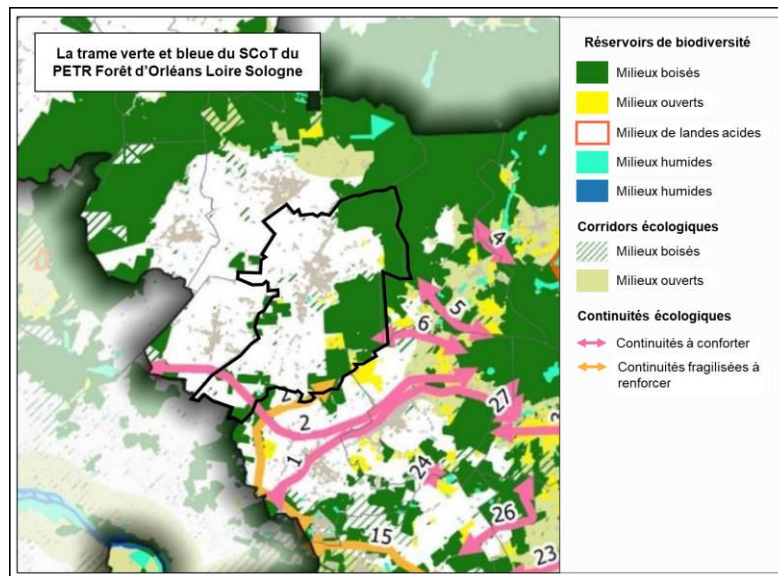 La trame verte et bleue du SCoT du
PETR Forêt d'Orléans Loire Sologne
Réservoirs de biodiversité
Milieux boisés
Milieux ouverts
Milieux de landes acides
Milieux humides
Milieux humides
Corridors écologiques
Milieux boisés
Milieux ouverts
Continuités écologiques
Continuités à conforter
Continuités fragilisées à
renforcer
4
5
6
2
1
27
24
26
15
23